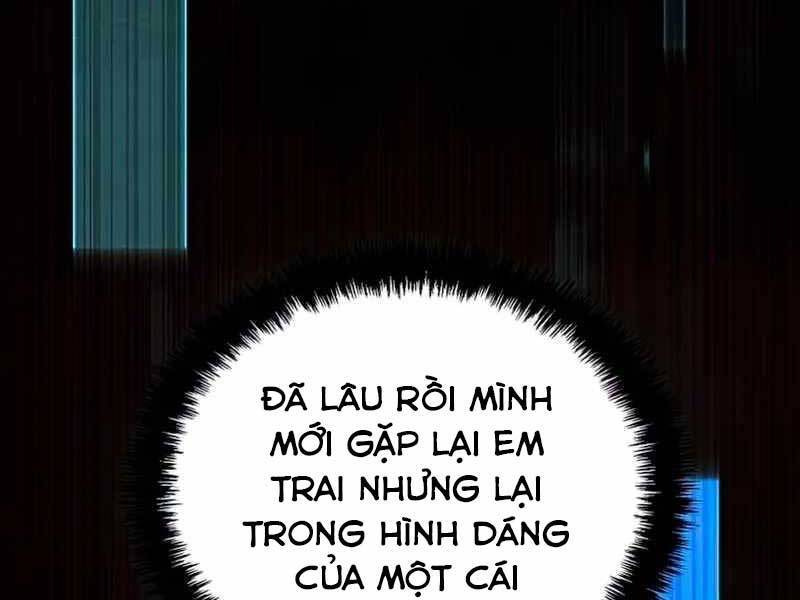 ĐÃ LÂU RỒI MÌNH
MỚI GẶP LẠI EM
TRAI NHƯNG LẠI
TRONG HÌNH DÁNG
CỦA MỘT CÁI